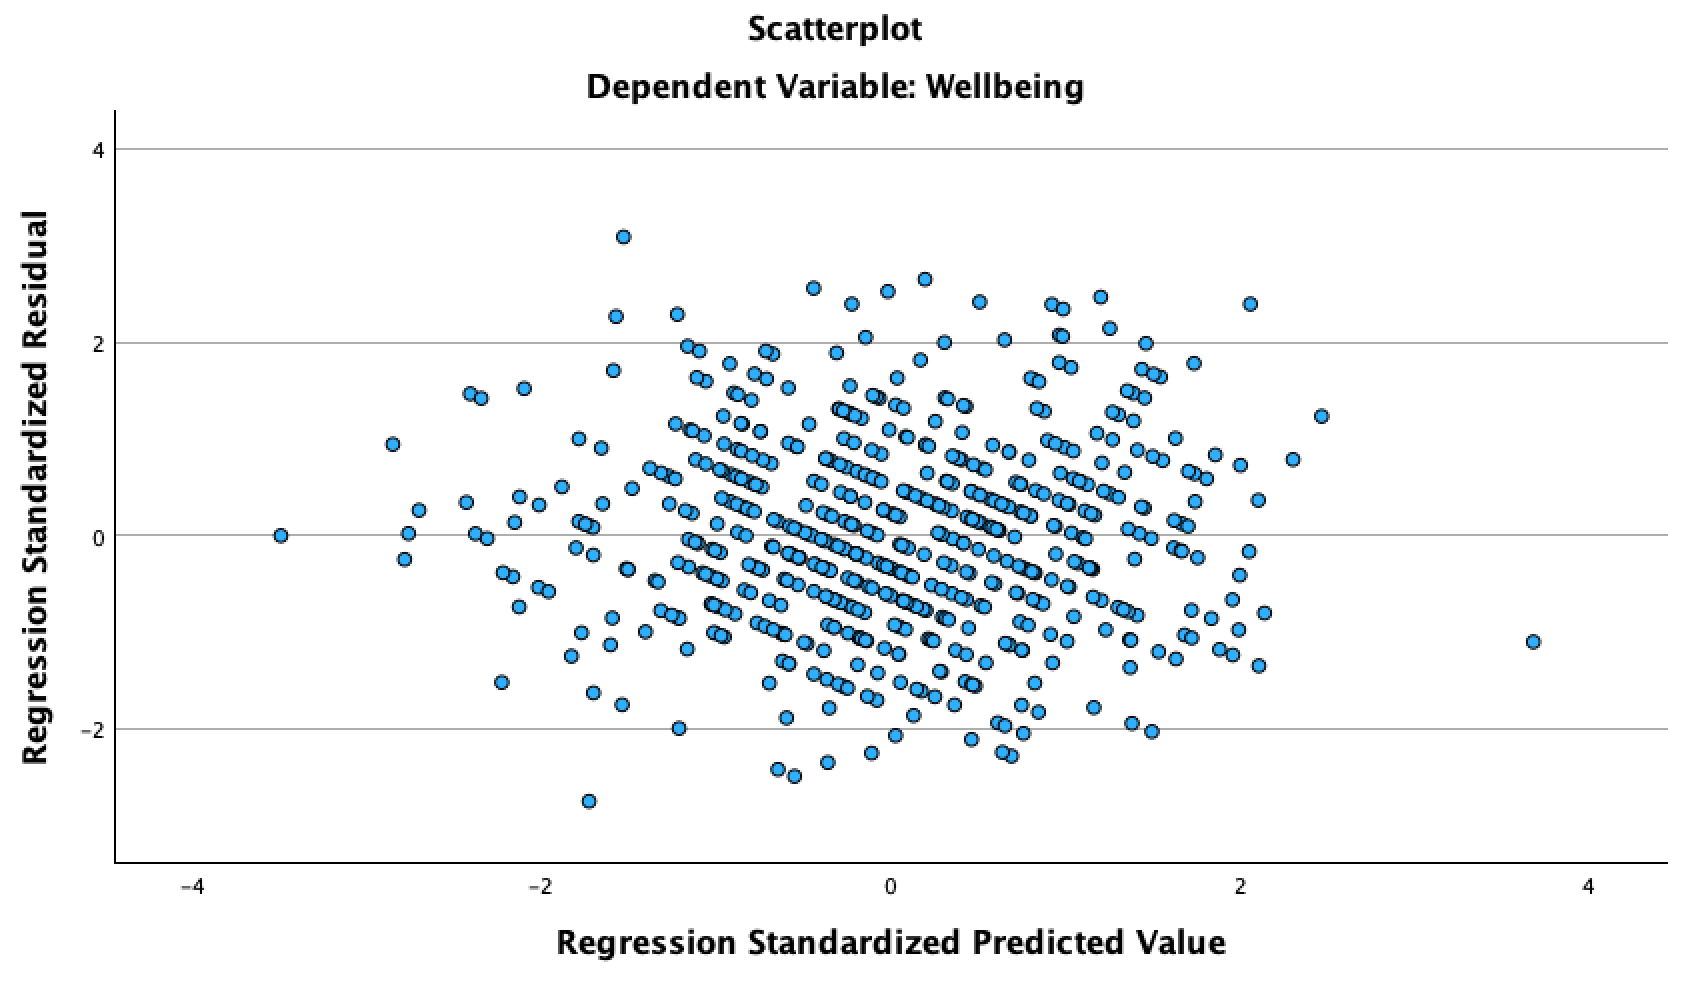 Scatterplot
Dependent Variable: Wellbeing
Regression Standardized Residual
4
2
0
−2
−4
−2
0
2
4
Regression Standardized Predicted Value